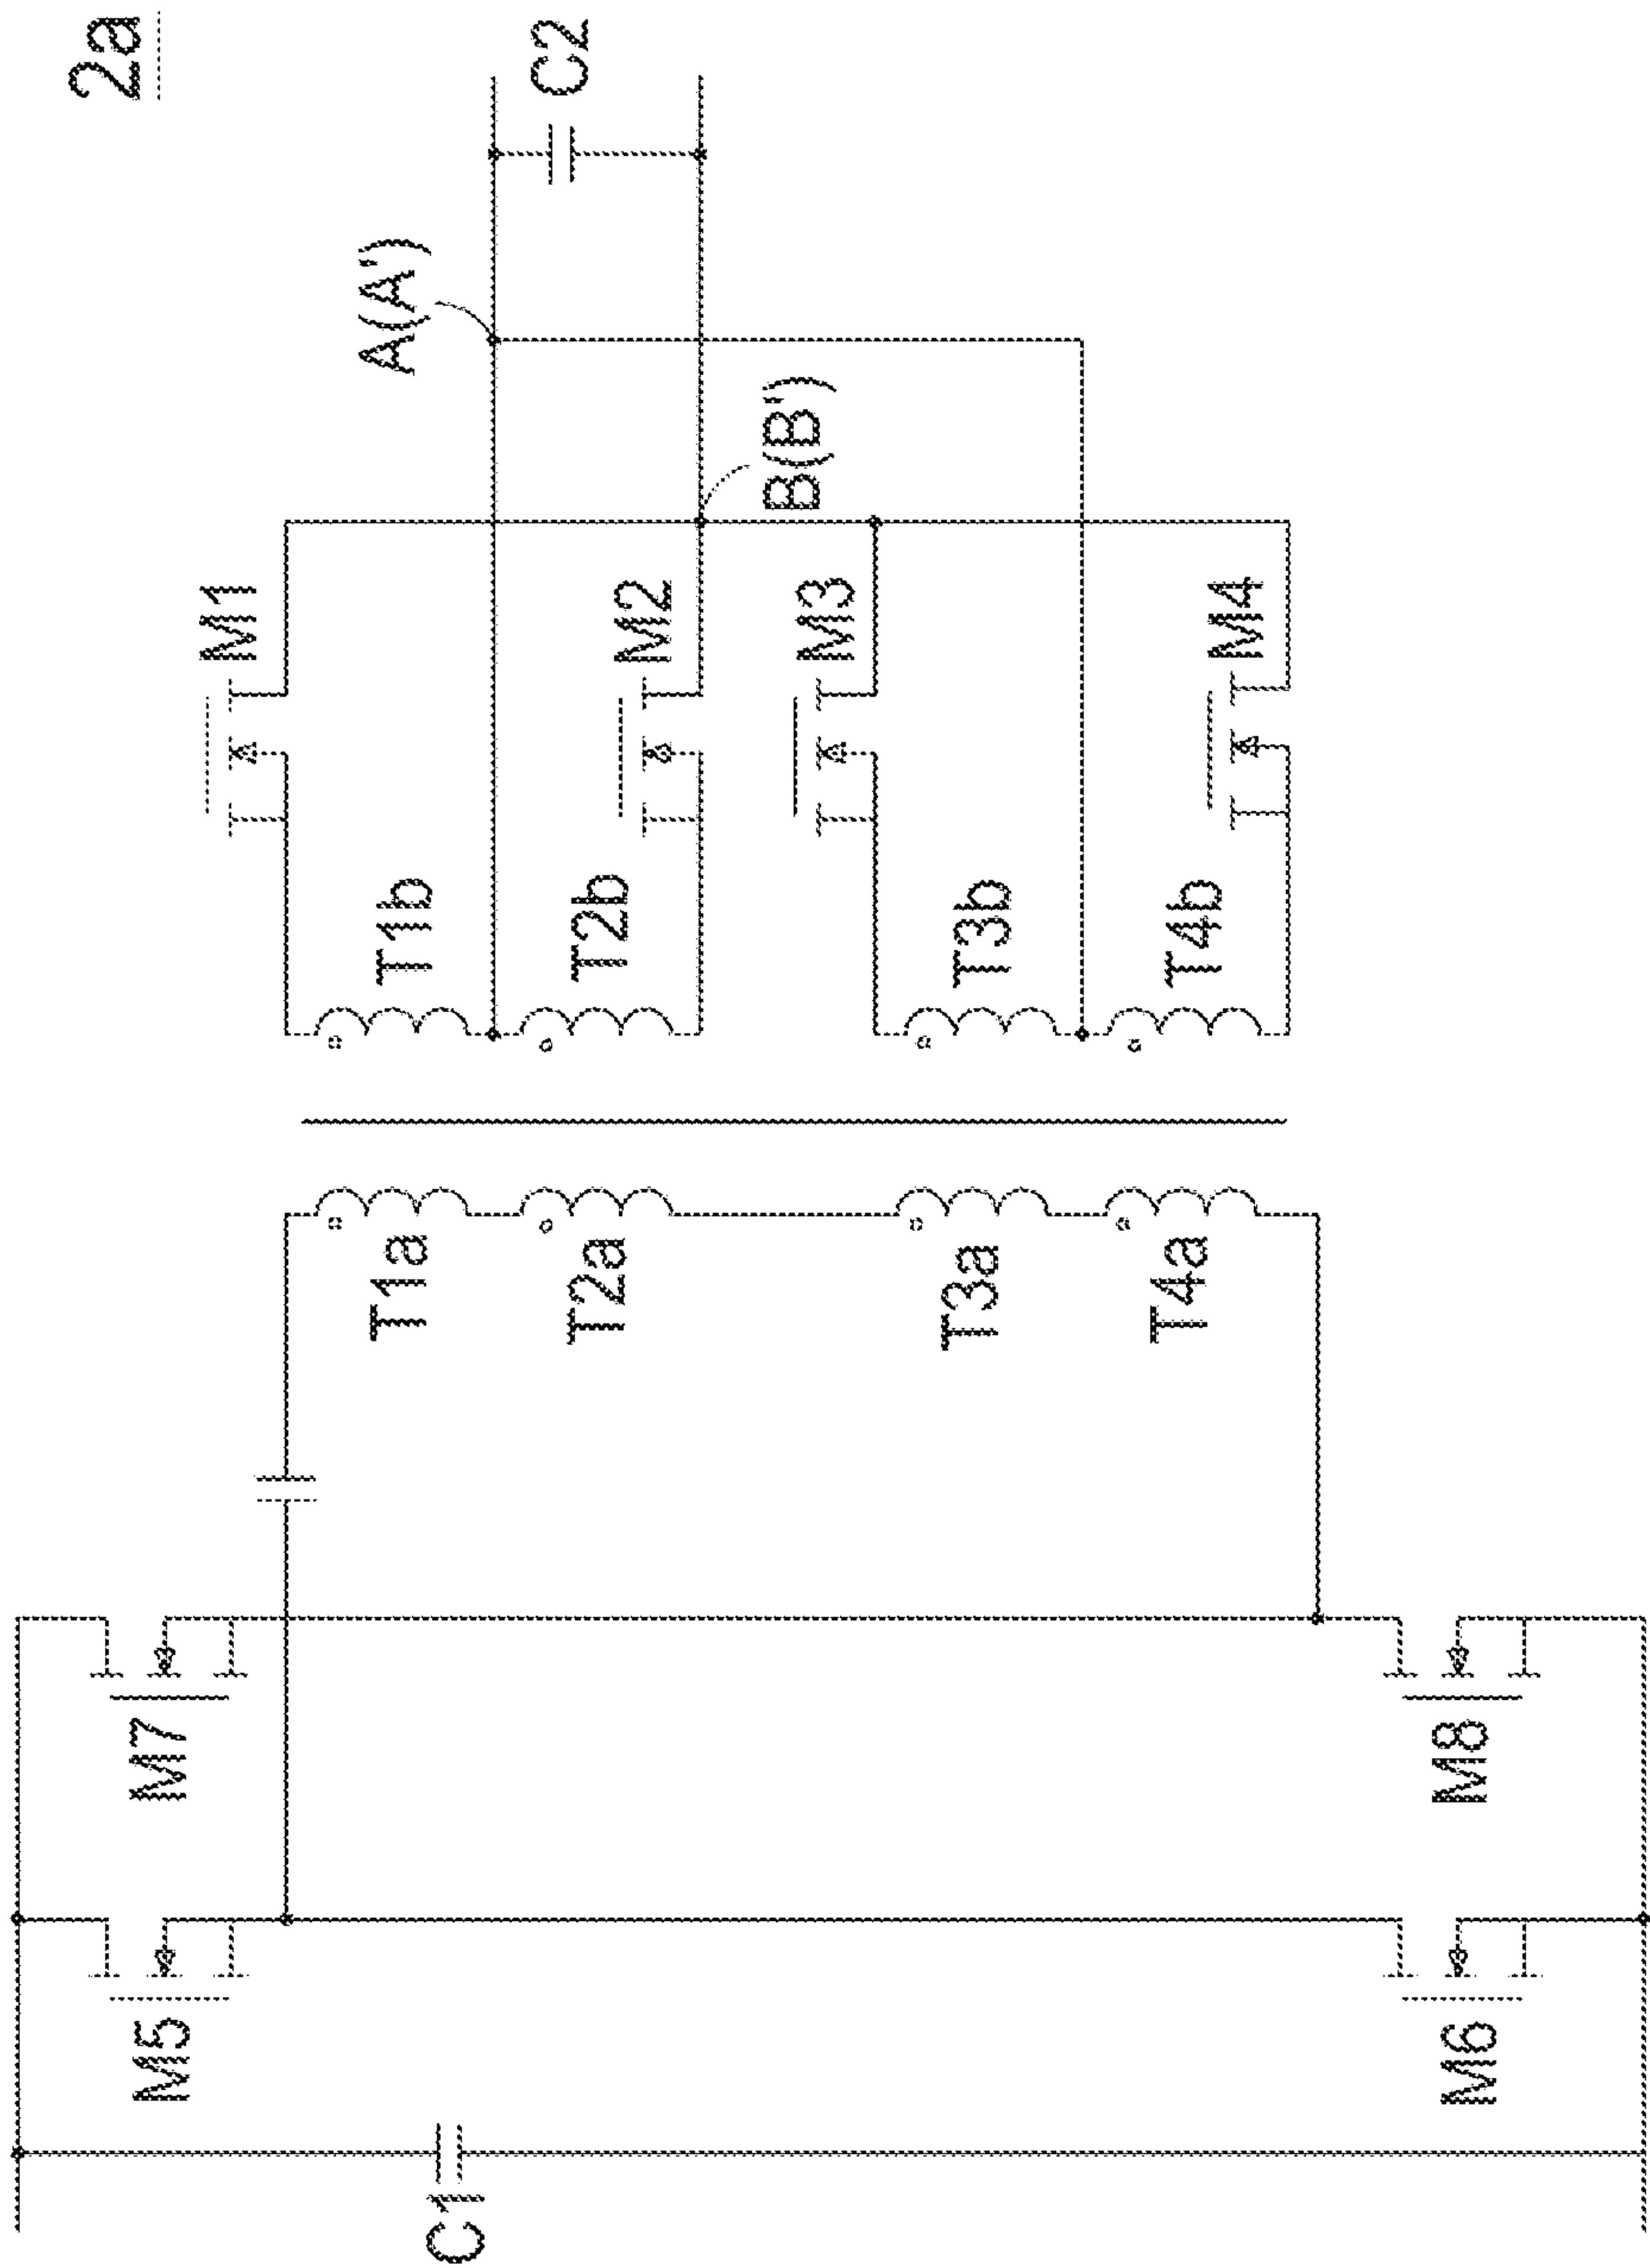 2a
C1
M5
M7
M6
M8
T1a
T2a
T3a
T4a
T1b
T2b
T3b
T4b
M1
M2
M3
M4
A(A')
B(B')
C2